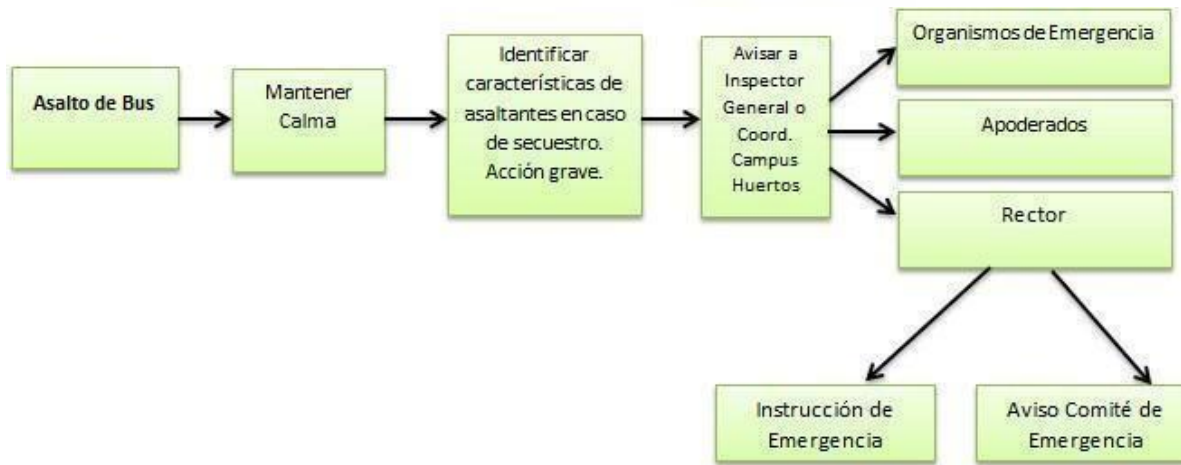 Asalto de Bus
Mantener
Calma
Identificar
características de
asaltantes en caso
de secuestro.
Acción grave.
Avisar a
Inspector
General o
Coord.
Campus
Huertos
Organismos de Emergencia
Apoderados
Rector
Instrucción de
Emergencia
Aviso Comité de
Emergencia